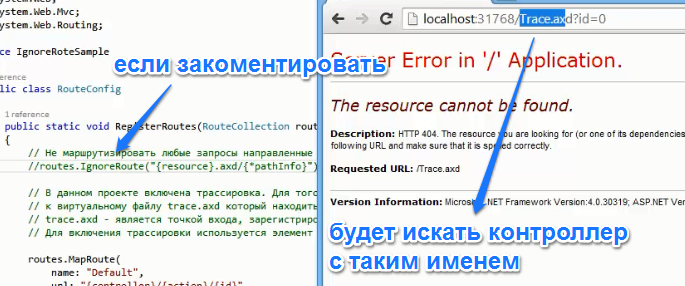 ystem.Web.Mvc;
ystem.Web.Routing;
ce IgnoreRoteSample
ference
blic class RouteConfig
1 reference
public static void RegisterRoutes(RouteCollection rout
{
// Не маршрутизировать любые запросы направленные
//routes.IgnoreRoute("{resource}.axd/{*pathInfo}")
// В данном проекте включена трассировка. Для того
// к виртуальному файлу trace.axd который находить
// trace.axd - является точкой входа, зарегистриро
// Для включения трассировки используется элемент
routes.MapRoute(
name: "Default",
url: "{controller}/{action}/{id}"
если закоментировать
localhost:31768/Trace.axd?id=0
Server Error in '/' Application.
The resource cannot be found.
Description: HTTP 404. The resource you are looking for (or one of its dependencies
following URL and make sure that it is spelled correctly.
Requested URL: /Trace.axd
Version Information: Microsoft .NET Framework Version:4.0.30319; ASP.NET Ver
будет искать контроллер
с таким именем